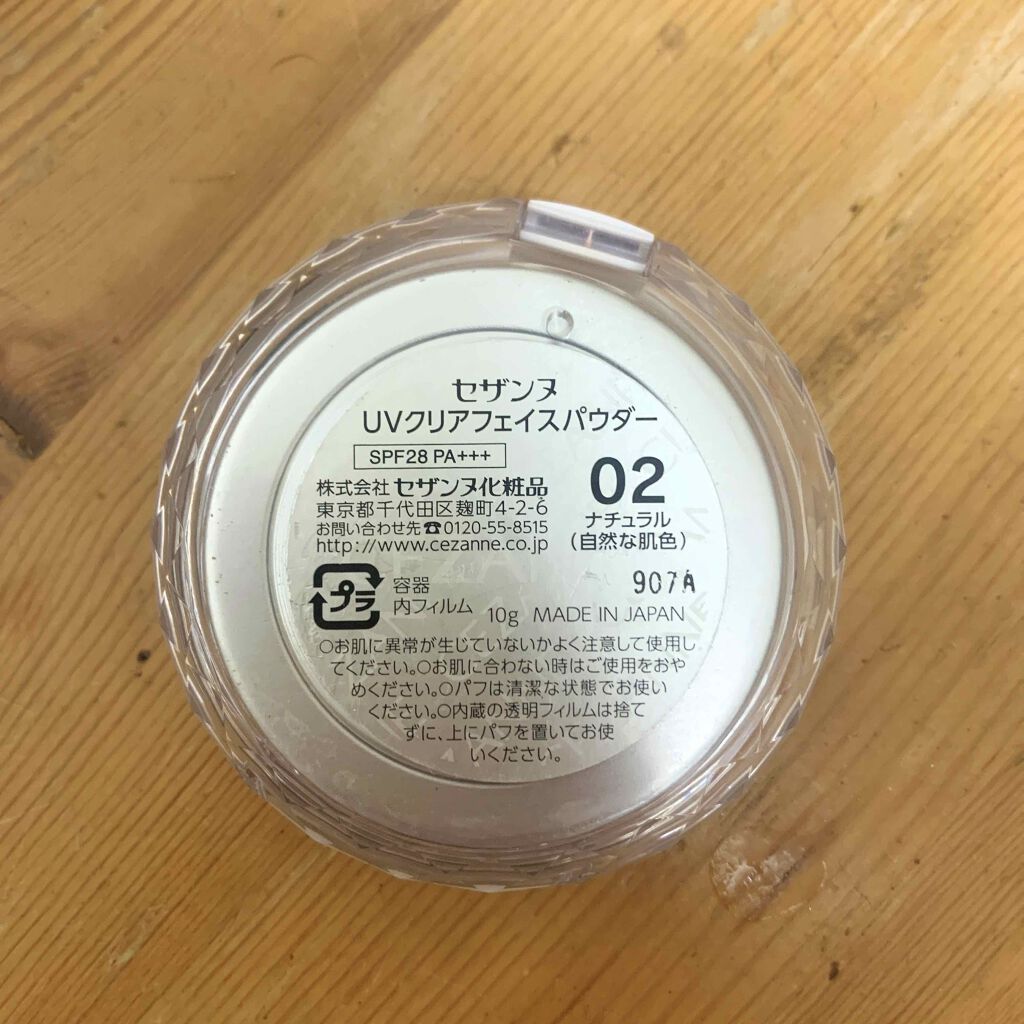 セザンヌ
UVクリアフェイスパウダー
SPF28 PA+++
株式会社 セザンヌ化粧品
東京都千代田区麹町4-2-6
お問い合わせ先☎0120-55-8515
http://www.cezanne.co.jp
02
ナチュラル
(自然な肌色)
プラ
容器
内フィルム
10g MADE IN JAPAN
907A
○お肌に異常が生じていないかよく注意して使用し
てください。○お肌に合わない時はご使用をおや
めください。○パフは清潔な状態でお使い
ください。○内蔵の透明フィルムは捨て
ずに、上にパフを置いてお使
いください。